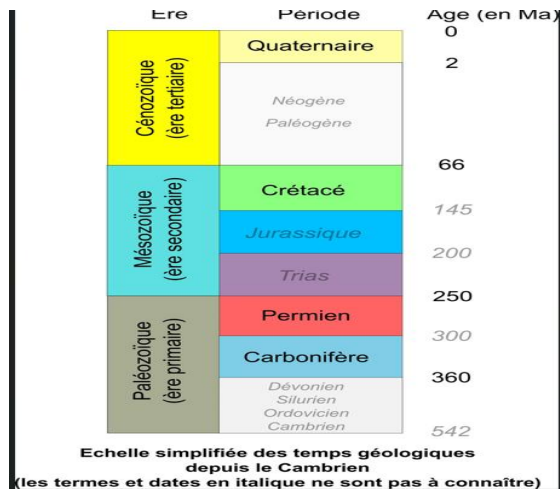 Ere Période Age (en Ma)
0
Quaternaire
2
Cénozoïque
(ère tertiaire)
Néogène
Paléogène
66
Mésozoïque
(ère secondaire)
Crétacé
145
Jurassique
200
Trias
250
Paléozoïque
(ère primaire)
Permien
300
Carbonifère
360
Dévonien
Silurien
Ordovicien
Cambrien
542
Echelle simplifiée des temps géologiques
depuis le Cambrien
(les termes et dates en italique ne sont pas à connaître)